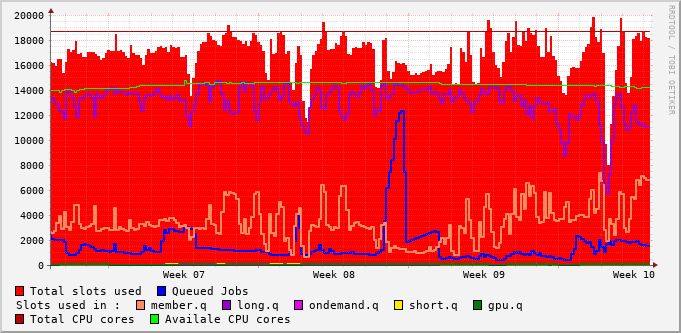 20000
18000
16000
14000
12000
10000
8000
6000
4000
2000
0
Week 07 Week 08 Week 09 Week 10
RRDTOOL / TOBI OETIKER
Total slots used Queued Jobs
Slots used in : member.q long.q ondemand.q short.q gpu.q
Total CPU cores Availale CPU cores